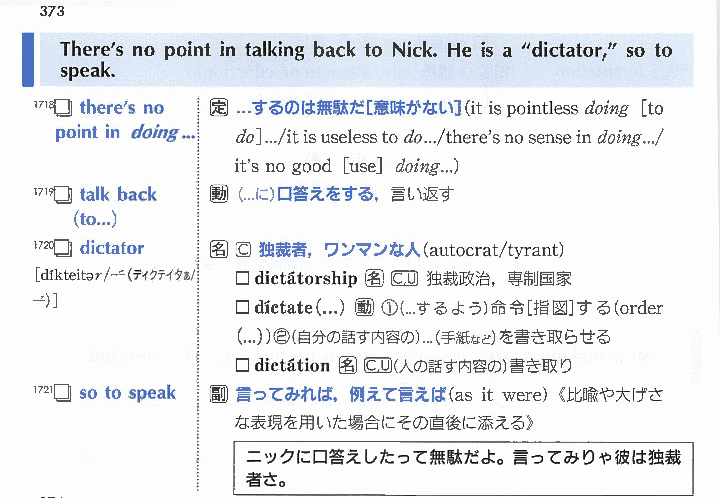 373
There's no point in talking back to Nick. He is a “dictator,” so to
speak.
1718 □ there's no
point in doing ...
定 …するのは無駄だ[意味がない](it is pointless doing [to
do] .../it is useless to do.../there's no sense in doing.../
it's no good [use] doing...)
1719 □ talk back
(to...)
動 (…に)口答えをする，言い返す
1720 □ dictator
[díkteitər/－́－(ディクテイタぁ/
－́－)]
名 C 独裁者，ワンマンな人(autocrat/tyrant)
□ dictátorship 名 C,U 独裁政治，専制国家
□ díctate(...) 動 ①(…するよう)命令[指図]する(order
(...))②(自分の話す内容の)…(手紙など)を書き取らせる
□ dictátion 名 C,U (人の話す内容の)書き取り
1721 □ so to speak
副 言ってみれば，例えて言えば(as it were)《比喩や大げさ
な表現を用いた場合にその直後に添える》
ニックに口答えしたって無駄だよ。言ってみりゃ彼は独裁
者さ。